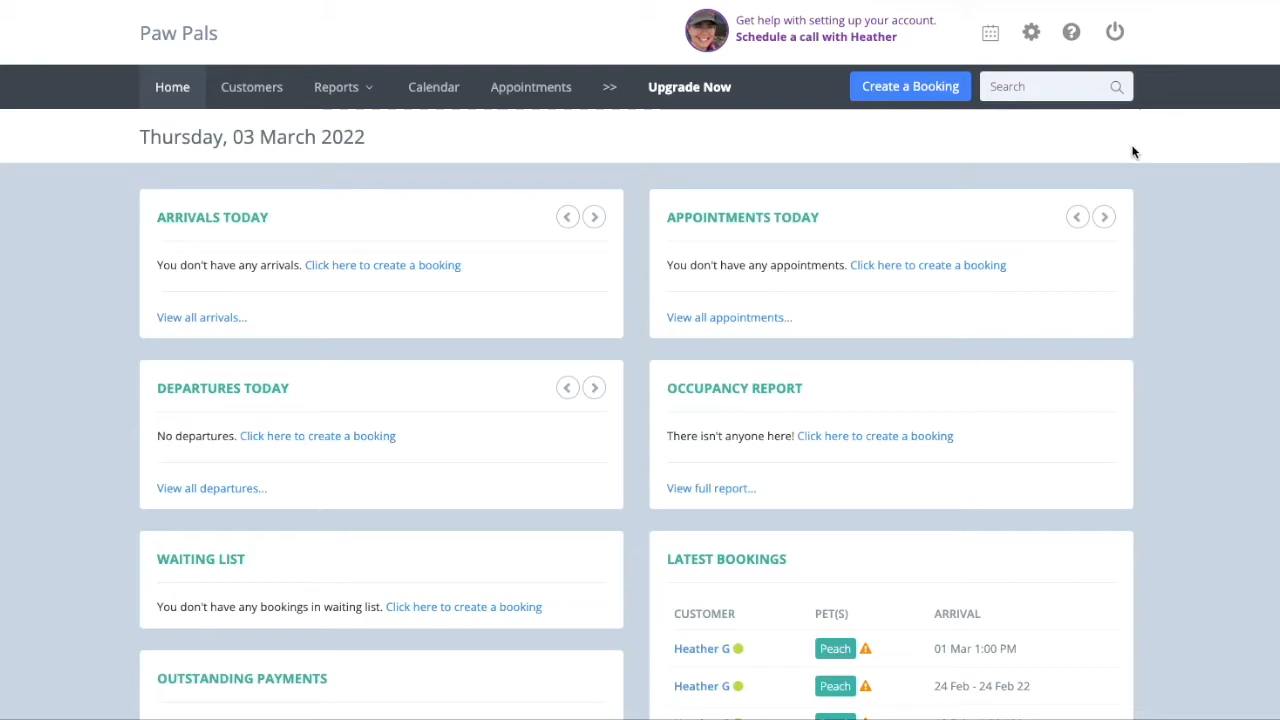 Paw Pals
Get help with setting up your account.
Schedule a call with Heather
Home Customers Reports Calendar Appointments >> Upgrade Now Create a Booking Search
Thursday, 03 March 2022
ARRIVALS TODAY
You don't have any arrivals. Click here to create a booking
View all arrivals...
APPOINTMENTS TODAY
You don't have any appointments. Click here to create a booking
View all appointments...
DEPARTURES TODAY
No departures. Click here to create a booking
View all departures...
OCCUPANCY REPORT
There isn't anyone here! Click here to create a booking
View full report...
WAITING LIST
You don't have any bookings in waiting list. Click here to create a booking
LATEST BOOKINGS
CUSTOMER PET(S) ARRIVAL
Heather G Peach 01 Mar 1:00 PM
Heather G Peach 24 Feb - 24 Feb 22
OUTSTANDING PAYMENTS